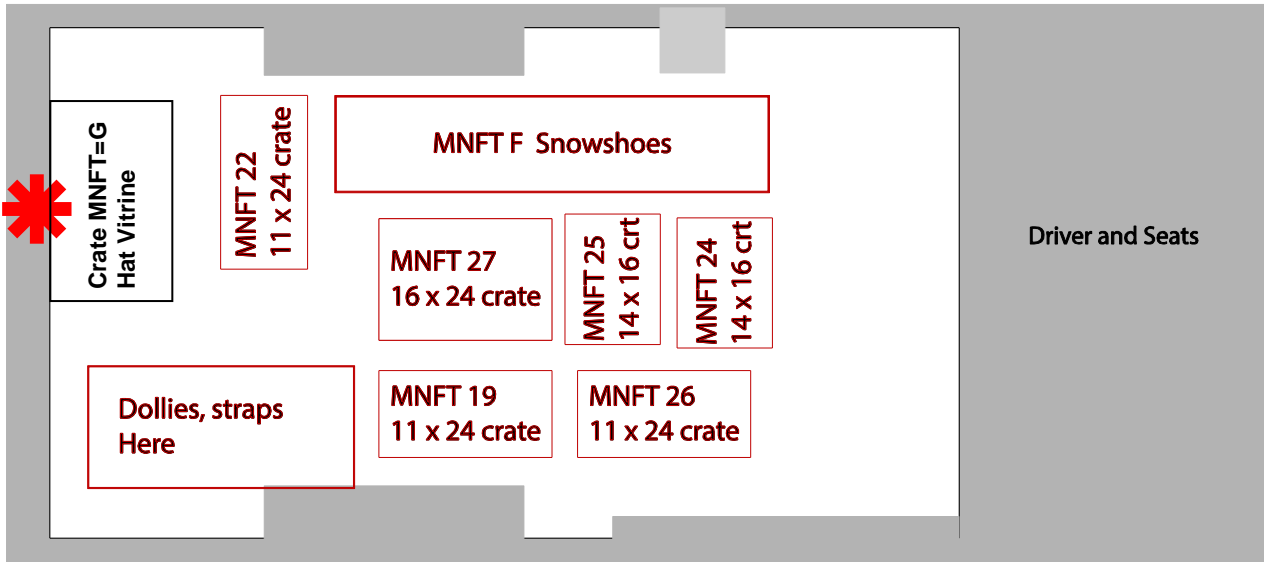 Crate MNFT=G
Hat Vitrine
MNFT 22
11 x 24 crate
MNFT F  Snowshoes
MNFT 27
16 x 24 crate
MNFT 25
14 x 16 crt
MNFT 24
14 x 16 crt
Driver and Seats
Dollies, straps
Here
MNFT 19
11 x 24 crate
MNFT 26
11 x 24 crate